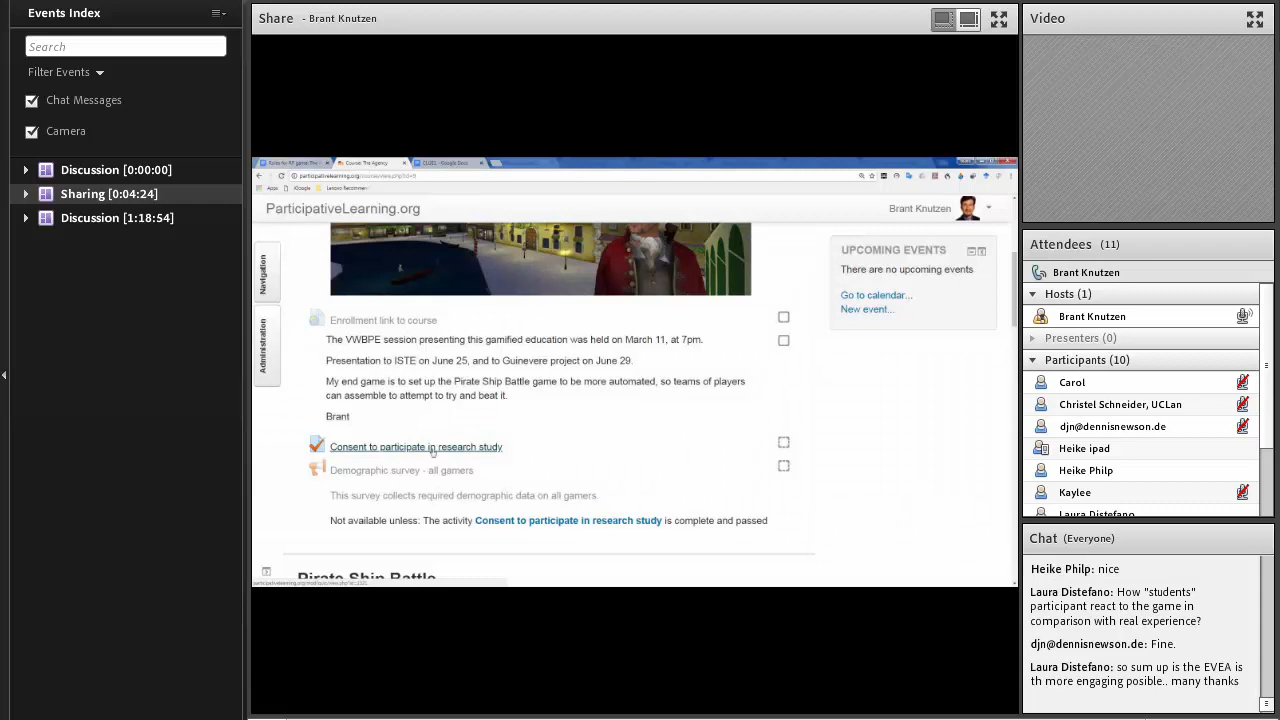 Events Index
Search
Filter Events
Chat Messages
Camera
Discussion [0:00:00]
Sharing [0:04:24]
Discussion [1:18:54]
Share - Brant Knutzen
Course: The Agency
ParticipativeLearning.org
Brant Knutzen
Navigation
Administration
UPCOMING EVENTS
There are no upcoming events
Go to calendar...
New event...
Enrollment link to course
The VWBPE session presenting this gamified education was held on March 11, at 7pm.
Presentation to ISTE on June 25, and to Guinevere project on June 29.
My end game is to set up the Pirate Ship Battle game to be more automated, so teams of players
can assemble to attempt to try and beat it.
Brant
Consent to participate in research study
Demographic survey - all gamers
This survey collects required demographic data on all gamers.
Not available unless: The activity Consent to participate in research study is complete and passed
Pirate Ship Battle
Video
Attendees (11)
Brant Knutzen
Hosts (1)
Brant Knutzen
Presenters (0)
Participants (10)
Carol
Christel Schneider, UCLan
djn@dennisnewson.de
Heike ipad
Heike Philp
Kaylee
Laura Distefano
Chat (Everyone)
Heike Philp: nice
Laura Distefano: How "students"
participant react to the game in
comparison with real experience?
djn@dennisnewson.de: Fine.
Laura Distefano: so sum up is the EVEA is
th more engaging posible.. many thanks